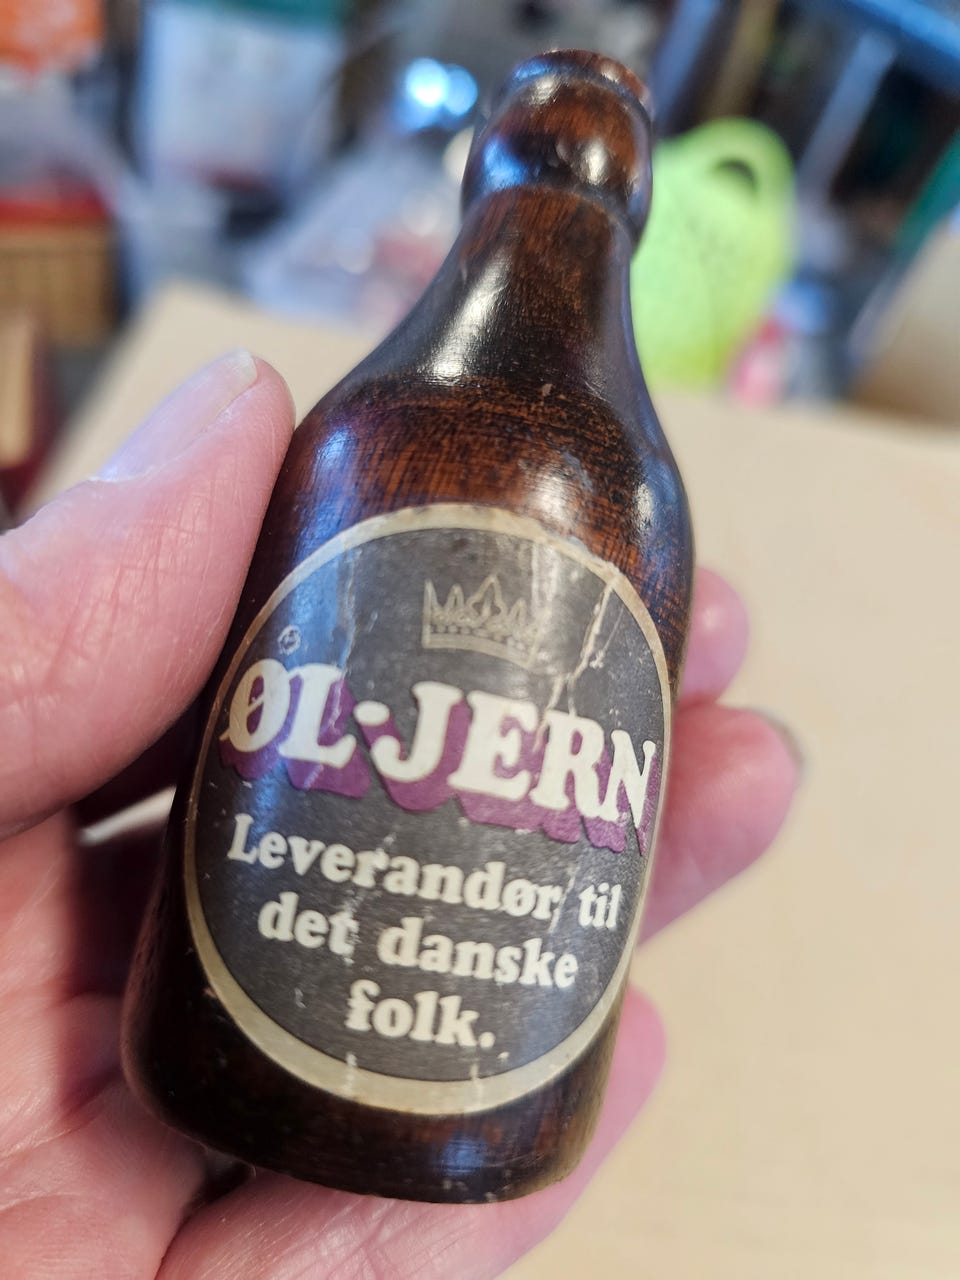 ØL-JERN
Leverandør til
det danske
folk.